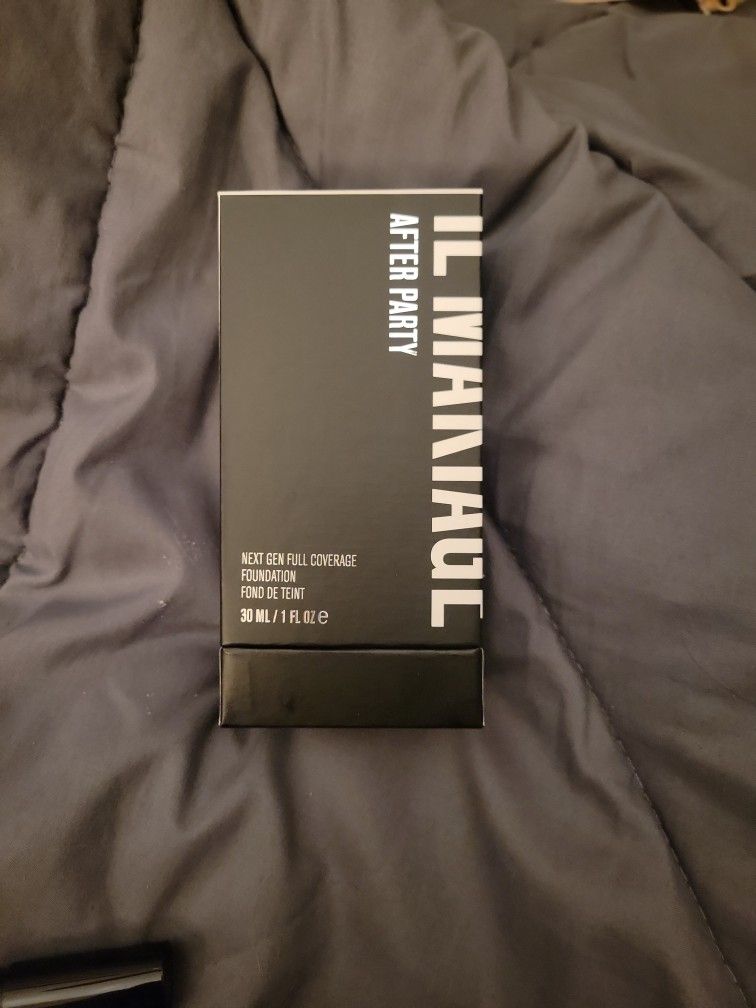 IL MAKIAGE
AFTER PARTY
NEXT GEN FULL COVERAGE
FOUNDATION
FOND DE TEINT
30 ML / 1 FL OZ e